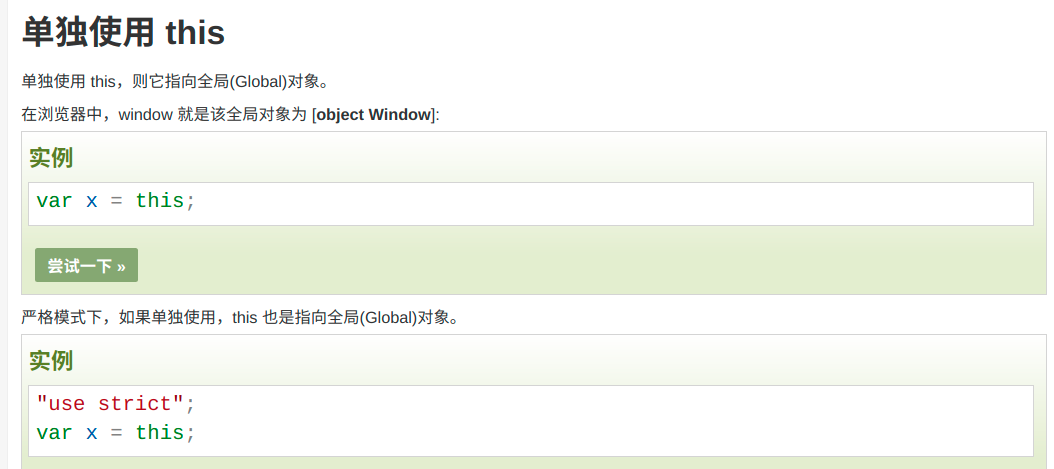 单独使用 this
单独使用 this，则它指向全局(Global)对象。
在浏览器中，window 就是该全局对象为 [object Window]:
实例
var x = this;
尝试一下 »
严格模式下，如果单独使用，this 也是指向全局(Global)对象。
实例
"use strict";
var x = this;